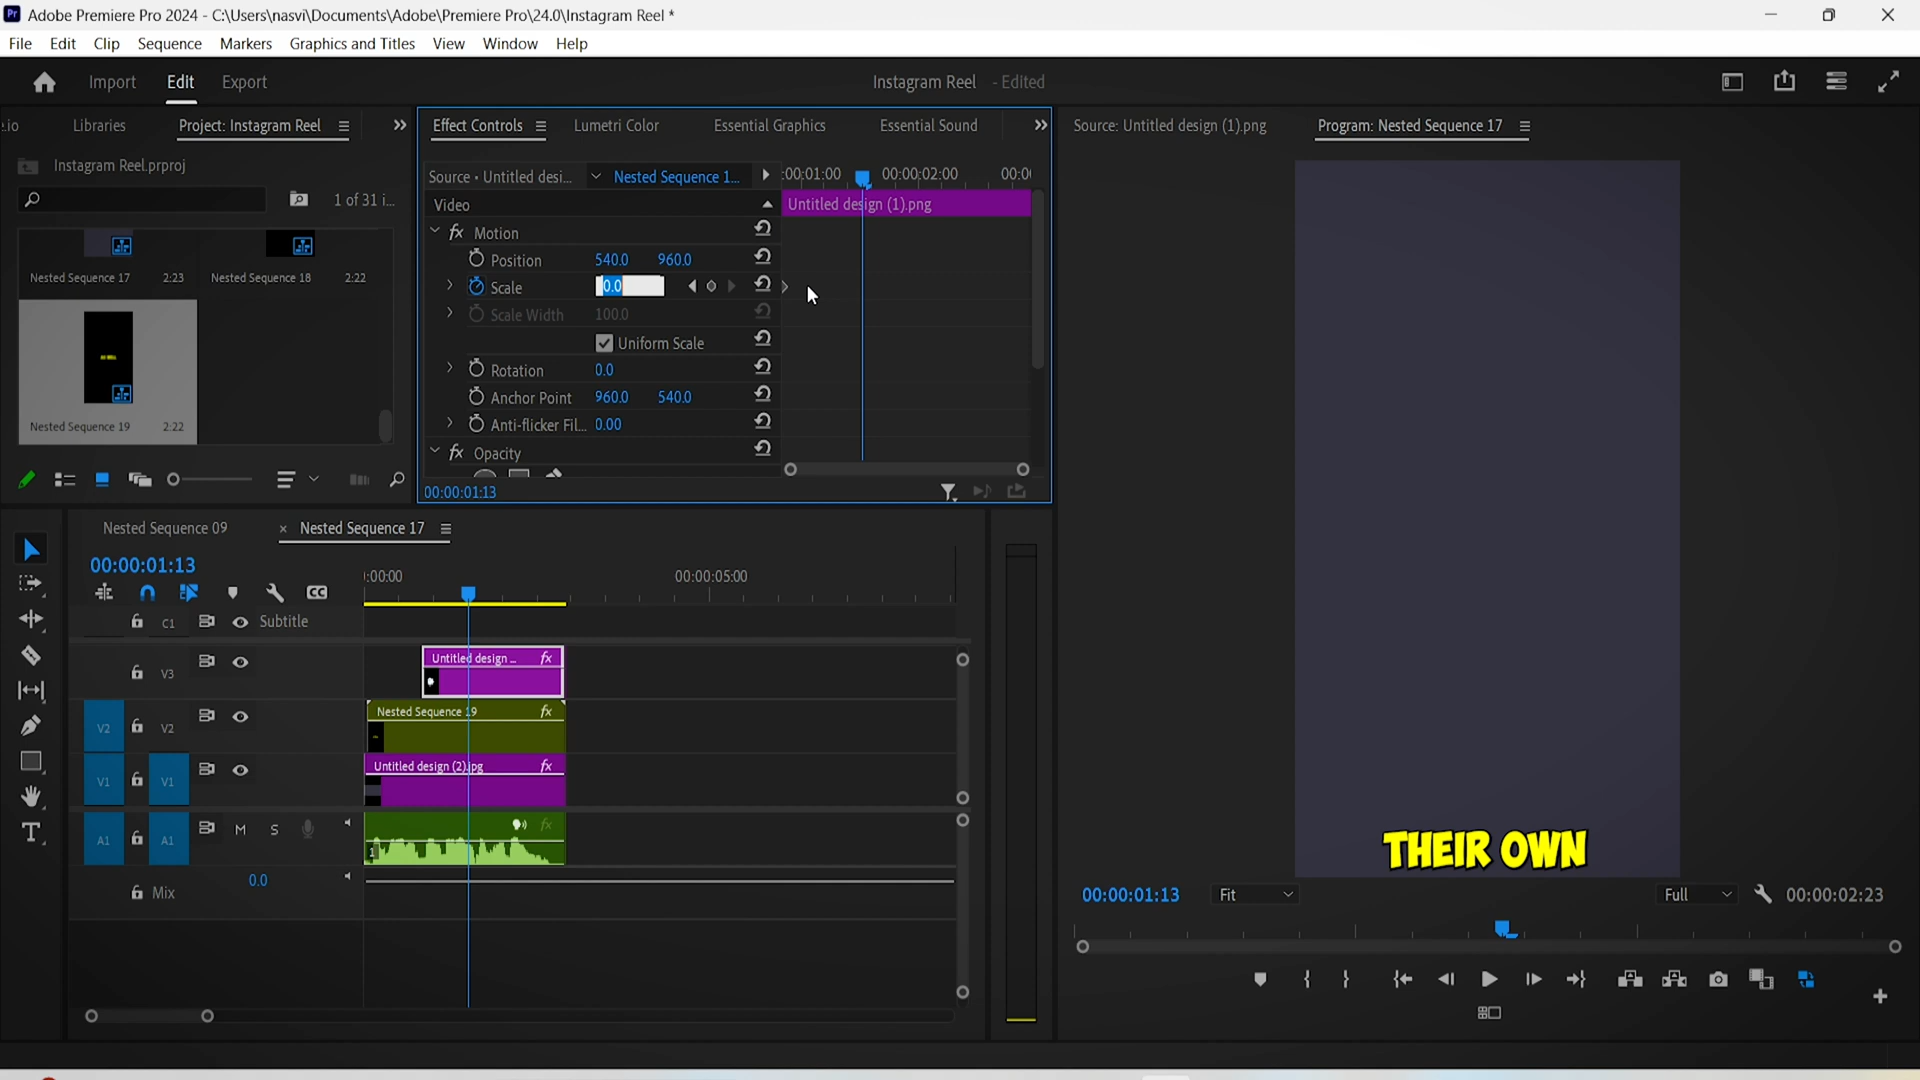 Adobe Premiere Pro 2024 - C:\Users\nasvi\Documents\Adobe\Premiere Pro\24.0\Instagram Reel *
File Edit Clip Sequence Markers Graphics and Titles View Window Help
Import Edit Export
Instagram Reel - Edited
Libraries Project: Instagram Reel
Instagram Reel.prproj
1 of 31 i...
Nested Sequence 17 2:23
Nested Sequence 18 2:22
Nested Sequence 19 2:22
Effect Controls Lumetri Color Essential Graphics Essential Sound
Source • Untitled desi... Nested Sequence 1...
:00:01:00 00:00:02:00 00:0
Video
Untitled design (1).png
fx Motion
Position 540.0 960.0
Scale 0.0
Scale Width 100.0
Uniform Scale
Rotation 0.0
Anchor Point 960.0 540.0
Anti-flicker Fil... 0.00
fx Opacity
00:00:01:13
Source: Untitled design (1).png
Program: Nested Sequence 17
THEIR OWN
00:00:01:13 Fit Full 00:00:02:23
Nested Sequence 09 × Nested Sequence 17
00:00:01:13
:00:00 00:00:05:00
CC
C1 Subtitle
V3
Untitled design ... fx
V2 V2
Nested Sequence 19 fx
V1 V1
Untitled design (2).jpg fx
A1 A1 M S
fx
1
Mix 0.0